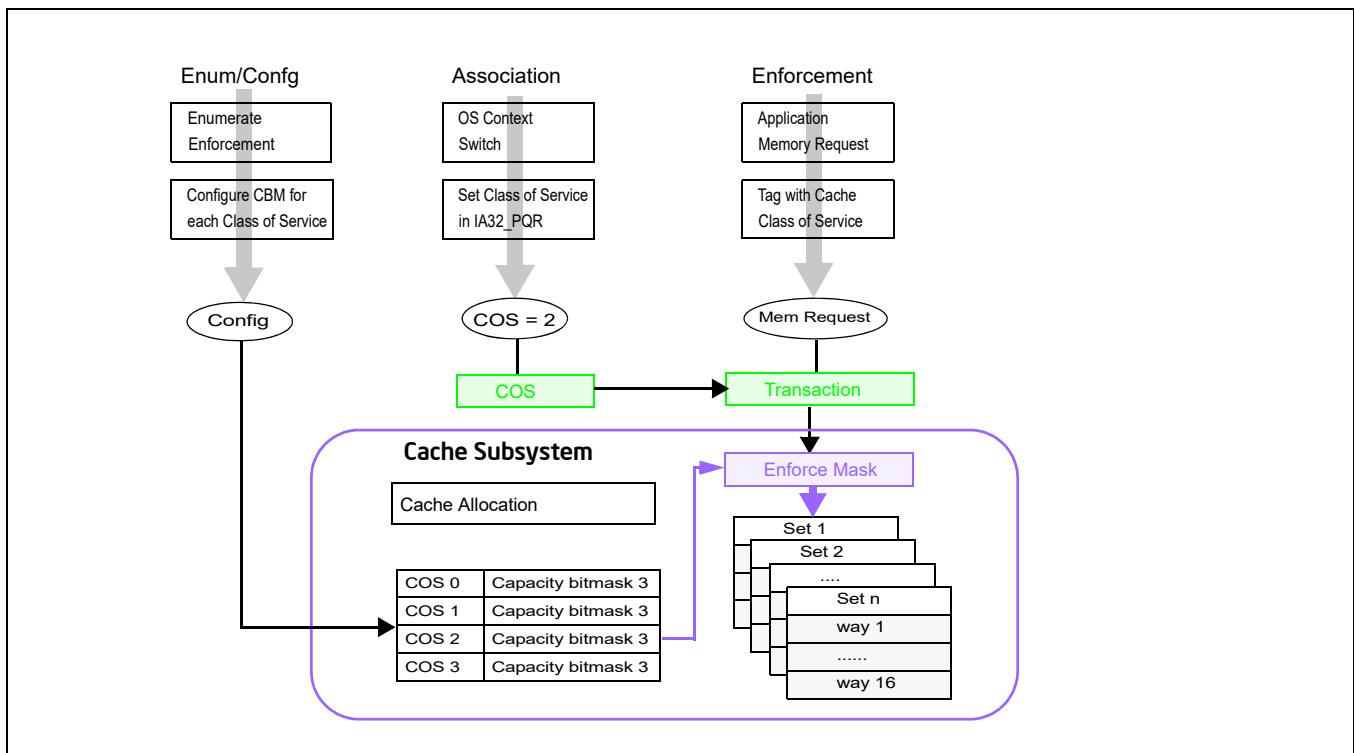 Enum/Confg
Association
Enforcement
Enumerate
Enforcement
OS Context
Switch
Application
Memory Request
Configure CBM for
each Class of Service
Set Class of Service
in IA32_PQR
Tag with Cache
Class of Service
Config
COS = 2
Mem Request
COS
Transaction
Cache Subsystem
Enforce Mask
Cache Allocation
COS 0 Capacity bitmask 3
COS 1 Capacity bitmask 3
COS 2 Capacity bitmask 3
COS 3 Capacity bitmask 3
Set 1
Set 2
....
Set n
way 1
......
way 16